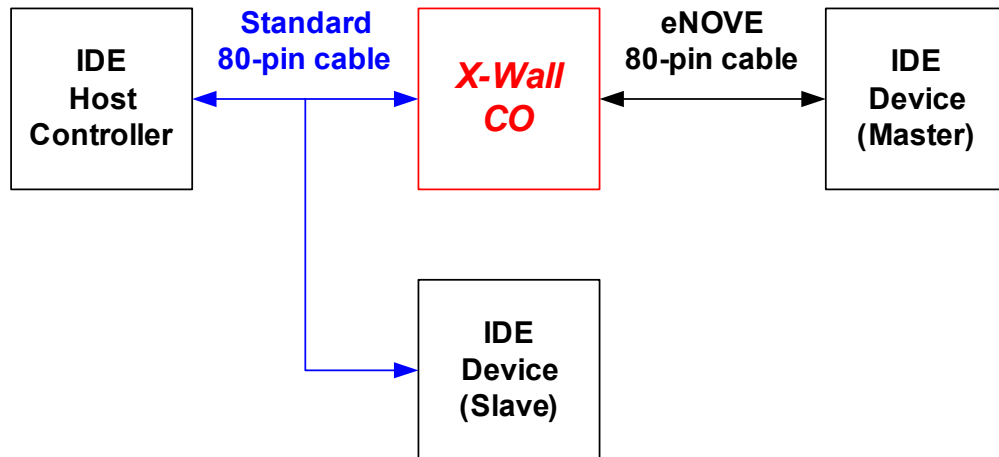 IDE
Host
Controller
Standard
80-pin cable
X-Wall
CO
eNOVE
80-pin cable
IDE
Device
(Master)
IDE
Device
(Slave)